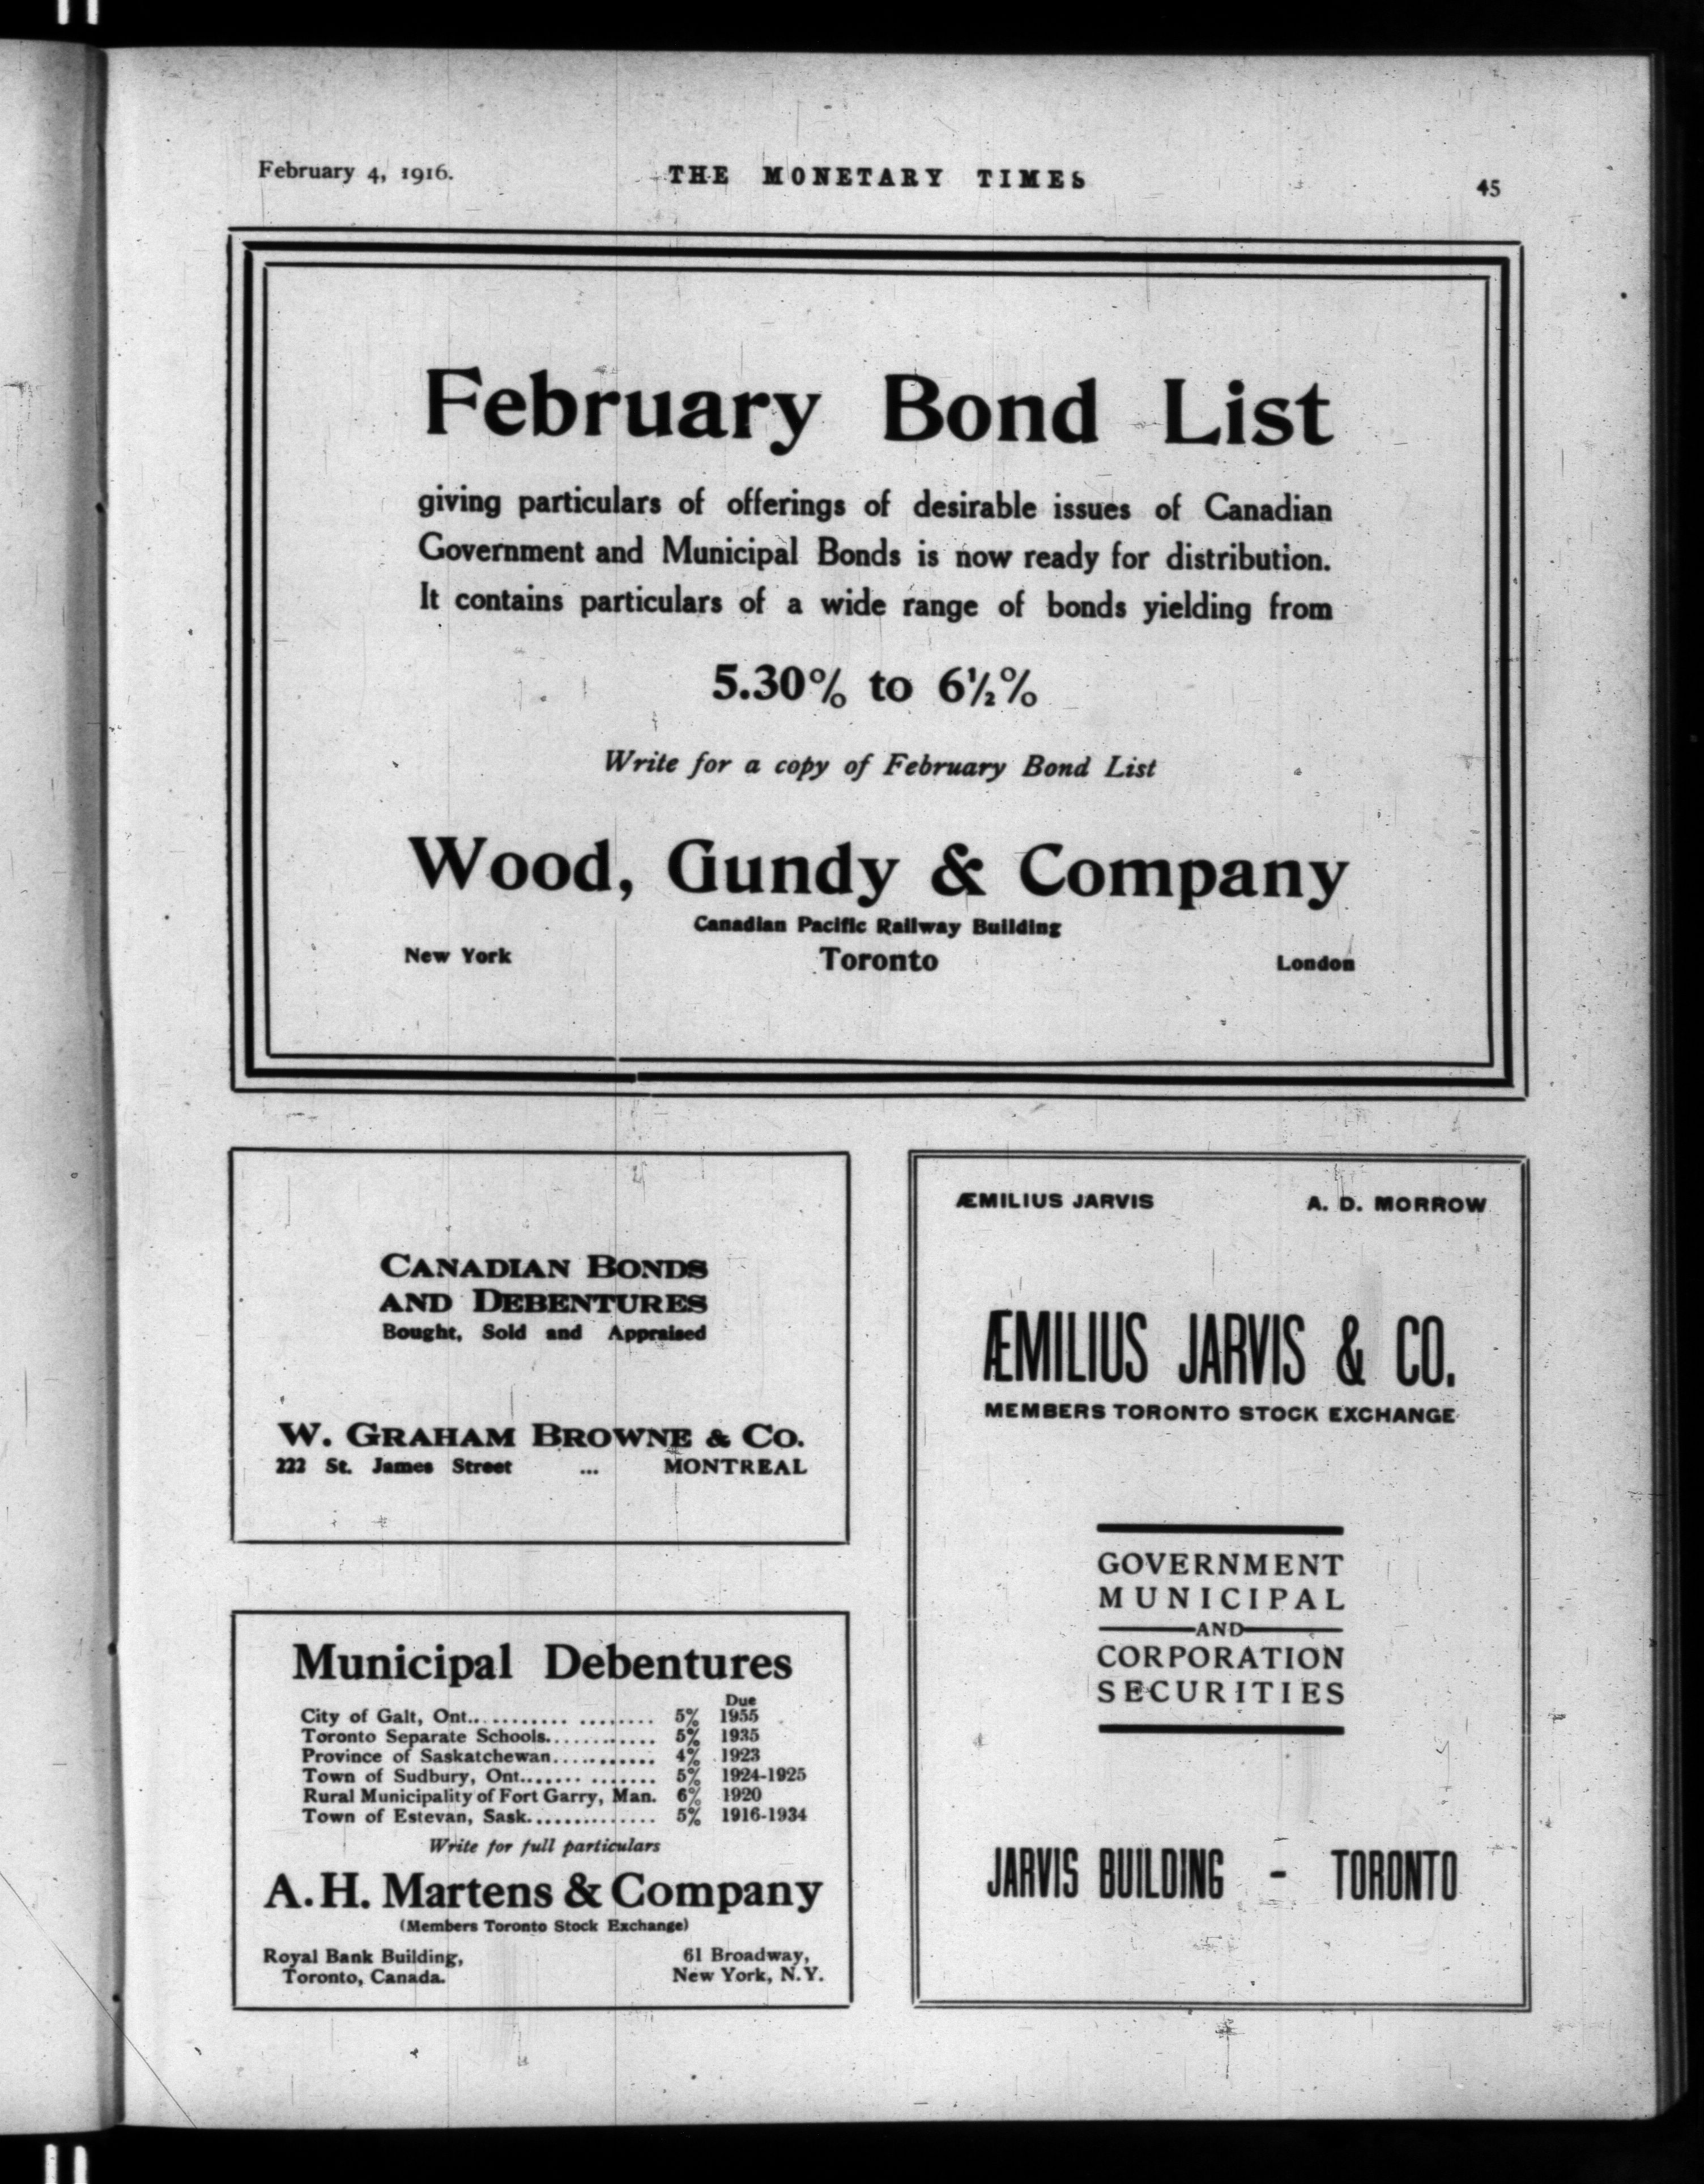 February 4, 1916.
THE MONETARY TIMES
45
February Bond List
giving particulars of offerings of desirable issues of Canadian
Government and Municipal Bonds is now ready for distribution.
It contains particulars of a wide range of bonds yielding from
5.30% to 6½%
Write for a copy of February Bond List
Wood, Gundy & Company
Canadian Pacific Railway Building
New York Toronto London
CANADIAN BONDS
AND DEBENTURES
Bought, Sold and Appraised
W. GRAHAM BROWNE & CO.
222 St. James Street ... MONTREAL
Municipal Debentures
Due
City of Galt, Ont............. ........ 5% 1955
Toronto Separate Schools............ 5% 1935
Province of Saskatchewan........... 4% 1923
Town of Sudbury, Ont........ ....... 5% 1924-1925
Rural Municipality of Fort Garry, Man. 6% 1920
Town of Estevan, Sask.............. 5% 1916-1934
Write for full particulars
A. H. Martens & Company
(Members Toronto Stock Exchange)
Royal Bank Building, 61 Broadway,
Toronto, Canada. New York, N.Y.
ÆMILIUS JARVIS A. D. MORROW
ÆMILIUS JARVIS & CO.
MEMBERS TORONTO STOCK EXCHANGE
GOVERNMENT
MUNICIPAL
AND
CORPORATION
SECURITIES
JARVIS BUILDING - TORONTO